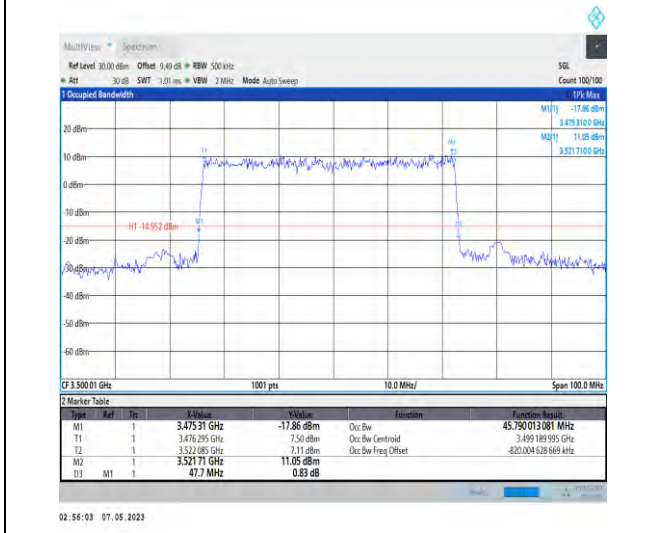 MultiView Spectrum
Ref Level 30.00 dBm Offset 9.49 dB RBW 500 kHz SGL
Att 30 dB SWT 1.01 ms VBW 2 MHz Mode Auto Sweep Count 100/100
1 Occupied Bandwidth 1Pk Max
M1[1] -17.86 dBm
3.475 3100 GHz
M2[1] 11.05 dBm
3.521 7100 GHz
20 dBm
M2
T1 T2
10 dBm
0 dBm
-10 dBm
M1 D3
H1 -14.952 dBm
-20 dBm
-30 dBm
-40 dBm
-50 dBm
-60 dBm
CF 3.500 01 GHz 1001 pts 10.0 MHz/ Span 100.0 MHz
2 Marker Table
Type Ref Trc X-Value Y-Value Function Function Result
M1 1 3.475 31 GHz -17.86 dBm Occ Bw 45.790 013 081 MHz
T1 1 3.476 295 GHz 7.50 dBm Occ Bw Centroid 3.499 189 995 GHz
T2 1 3.522 085 GHz 7.11 dBm Occ Bw Freq Offset -820.004 628 669 kHz
M2 1 3.521 71 GHz 11.05 dBm
D3 M1 1 47.7 MHz 0.83 dB
02:56:03 07.05.2023